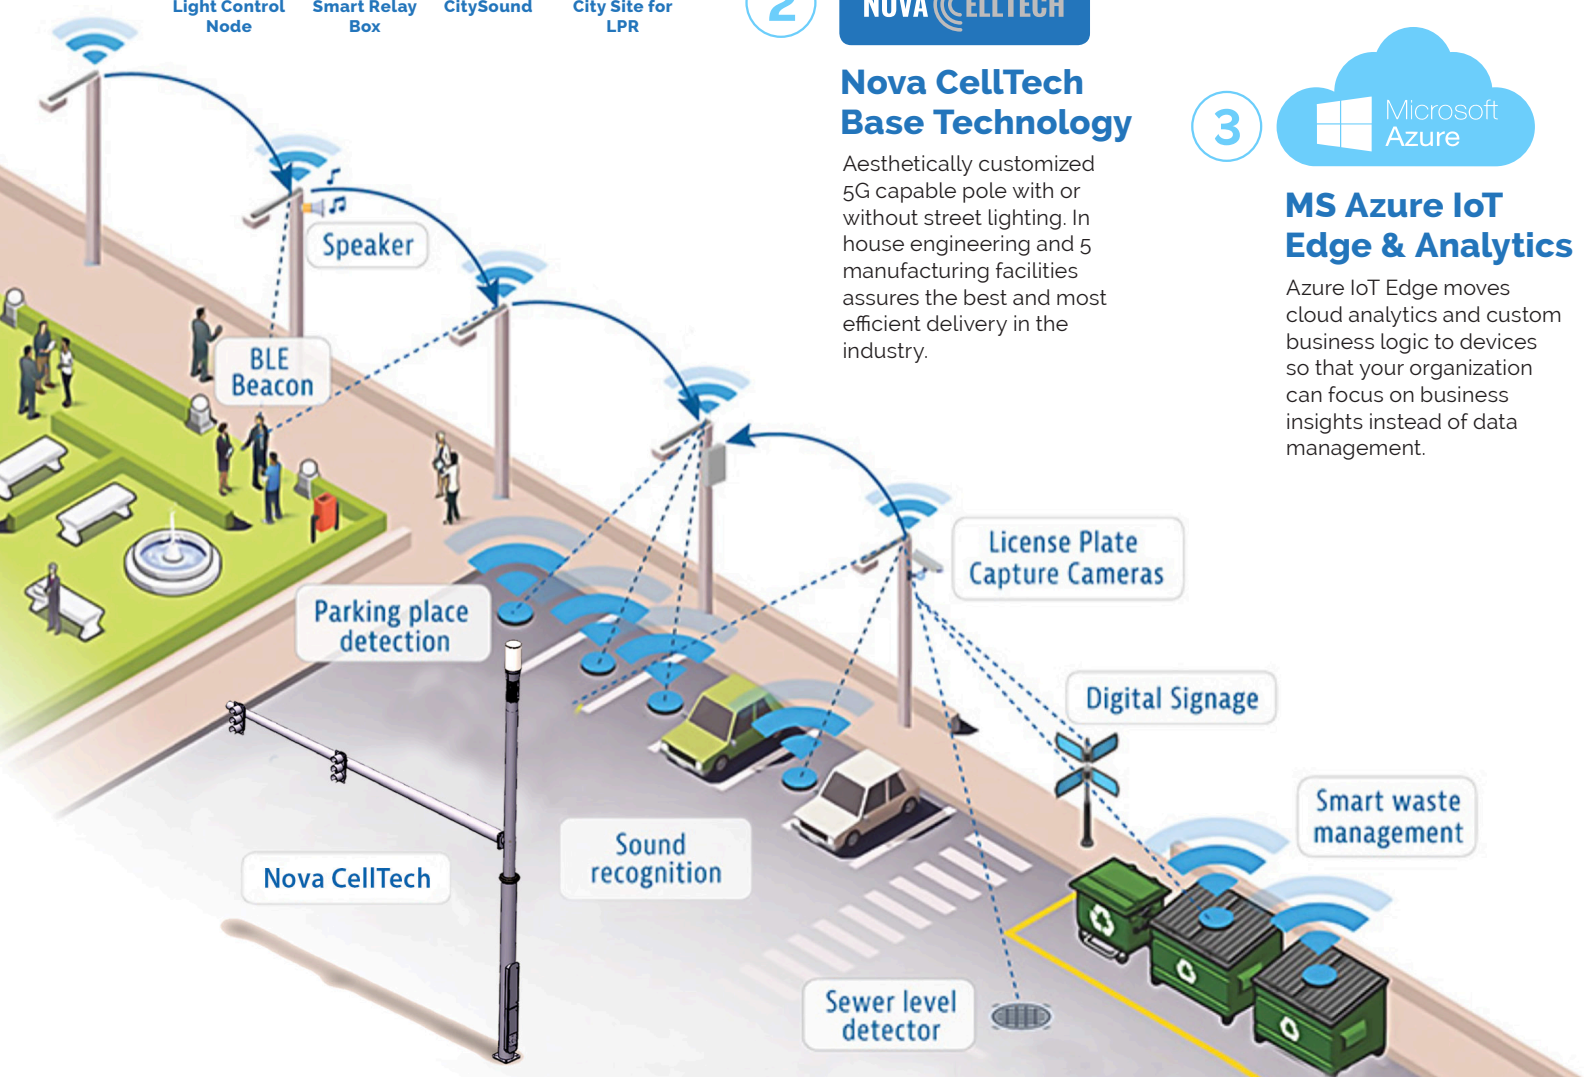 Light Control
Node
Smart Relay
Box
CitySound
City Site for
LPR
2
NOVA CELLTECH
Nova CellTech
Base Technology
Aesthetically customized
5G capable pole with or
without street lighting. In
house engineering and 5
manufacturing facilities
assures the best and most
efficient delivery in the
industry.
3
Microsoft
Azure
MS Azure IoT
Edge & Analytics
Azure IoT Edge moves
cloud analytics and custom
business logic to devices
so that your organization
can focus on business
insights instead of data
management.
Speaker
BLE
Beacon
License Plate
Capture Cameras
Parking place
detection
Digital Signage
Smart waste
management
Sound
recognition
Nova CellTech
Sewer level
detector